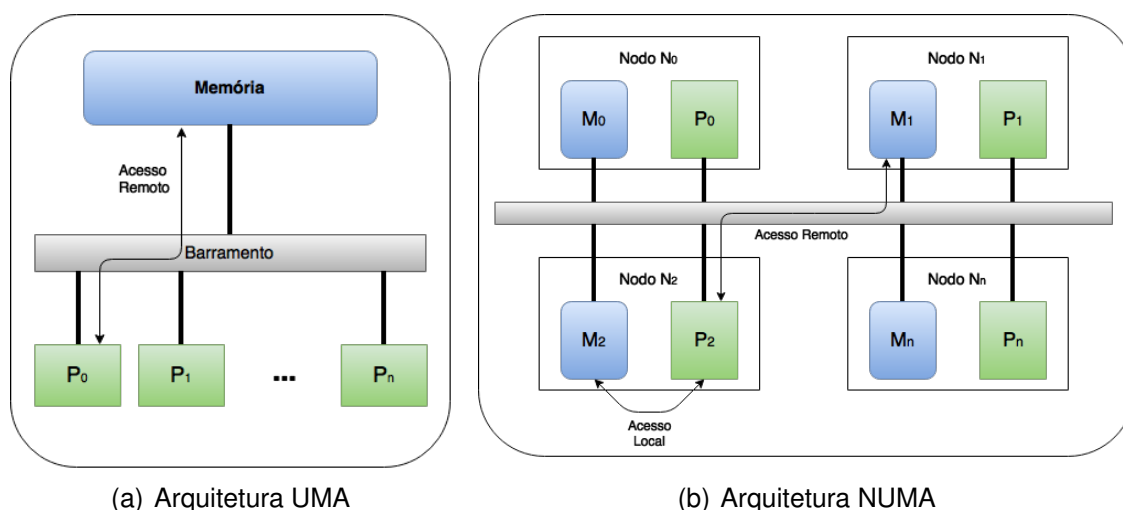 Memória
Acesso
Remoto
Barramento
P0
P1
...
Pn
(a) Arquitetura UMA
Nodo N0
M0
P0
Nodo N1
M1
P1
Acesso Remoto
Nodo N2
M2
P2
Acesso
Local
Nodo Nn
Mn
Pn
(b) Arquitetura NUMA